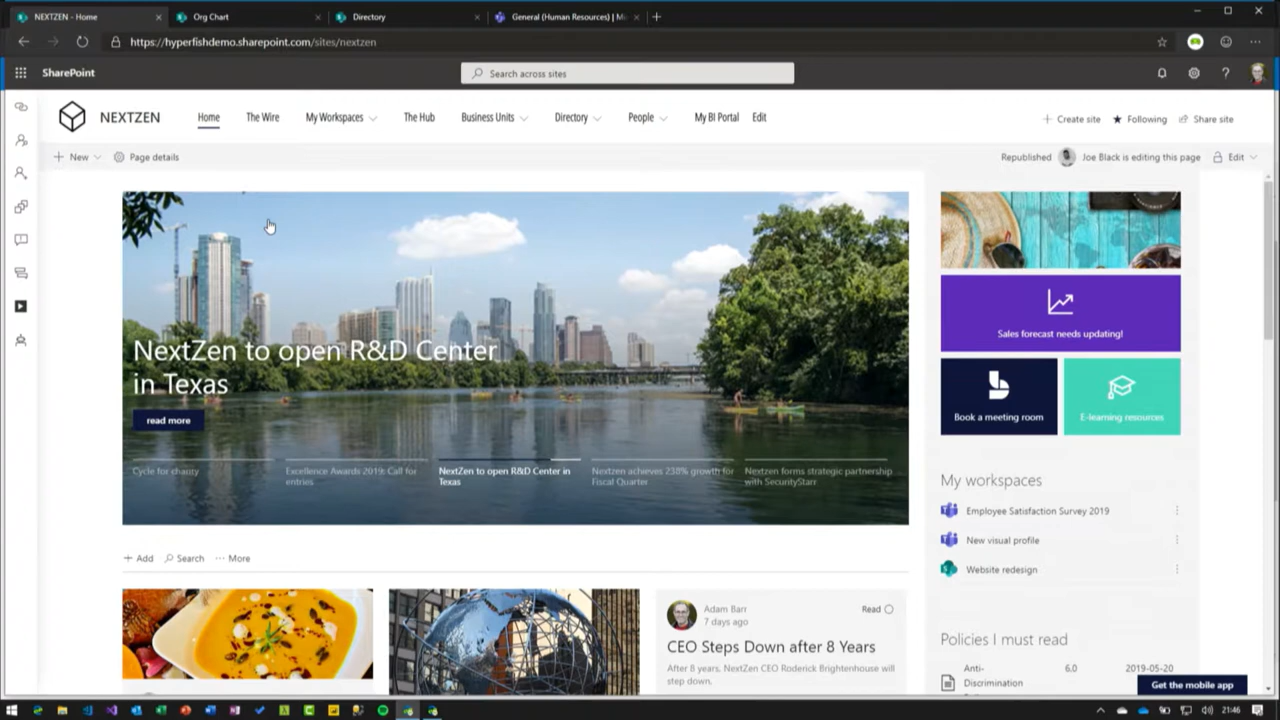 NEXTZEN - Home
Org Chart
Directory
General (Human Resources) | Mi
https://hyperfishdemo.sharepoint.com/sites/nextzen
SharePoint
Search across sites
NEXTZEN
Home
The Wire
My Workspaces
The Hub
Business Units
Directory
People
My BI Portal
Edit
Create site
Following
Share site
New
Page details
Republished
Joe Black is editing this page
Edit
NextZen to open R&D Center
in Texas
read more
Cycle for charity
Excellence Awards 2019: Call for
entries
NextZen to open R&D Center in
Texas
Nextzen achieves 238% growth for
Fiscal Quarter
Nextzen forms strategic partnership
with SecurityStarr
Sales forecast needs updating!
Book a meeting room
E-learning resources
My workspaces
Employee Satisfaction Survey 2019
New visual profile
Website redesign
Add
Search
More
Adam Barr
7 days ago
Read
CEO Steps Down after 8 Years
After 8 years, NextZen CEO Roderick Brightenhouse will
step down.
Policies I must read
Anti-
Discrimination
6.0
2019-05-20
Get the mobile app
21:46